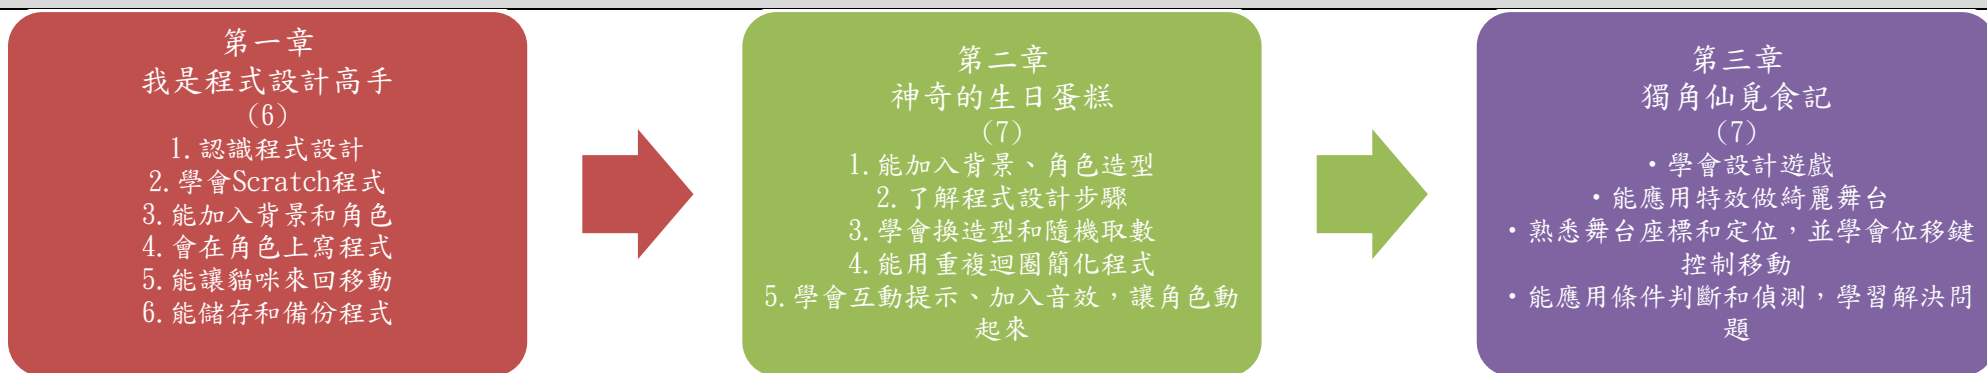 第一章
我是程式設計高手
(6)
1.認識程式設計
2.學會Scratch程式
3.能加入背景和角色
4.會在角色上寫程式
5.能讓貓咪來回移動
6.能儲存和備份程式
第二章
神奇的生日蛋糕
(7)
1.能加入背景、角色造型
2.了解程式設計步驟
3.學會換造型和隨機取數
4.能用重複迴圈簡化程式
5.學會互動提示、加入音效，讓角色動
起來
第三章
獨角仙覓食記
(7)
•學會設計遊戲
•能應用特效做綺麗舞台
•熟悉舞台座標和定位，並學會位移鍵
控制移動
•能應用條件判斷和偵測，學習解決問
題